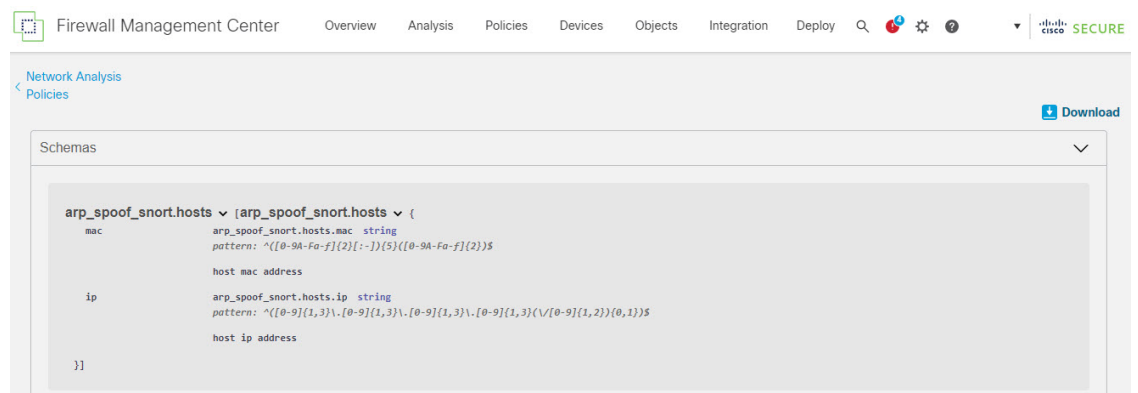 Firewall Management Center Overview Analysis Policies Devices Objects Integration Deploy 4 ? cisco SECURE
Network Analysis
Policies
Download
Schemas
arp_spoof_snort.hosts [arp_spoof_snort.hosts {
mac arp_spoof_snort.hosts.mac string
pattern: ^([0-9A-Fa-f]{2}[:-]){5}([0-9A-Fa-f]{2})$
host mac address
ip arp_spoof_snort.hosts.ip string
pattern: ^([0-9]{1,3}\.[0-9]{1,3}\.[0-9]{1,3}\.[0-9]{1,3}(\/[0-9]{1,2}){0,1})$
host ip address
}]